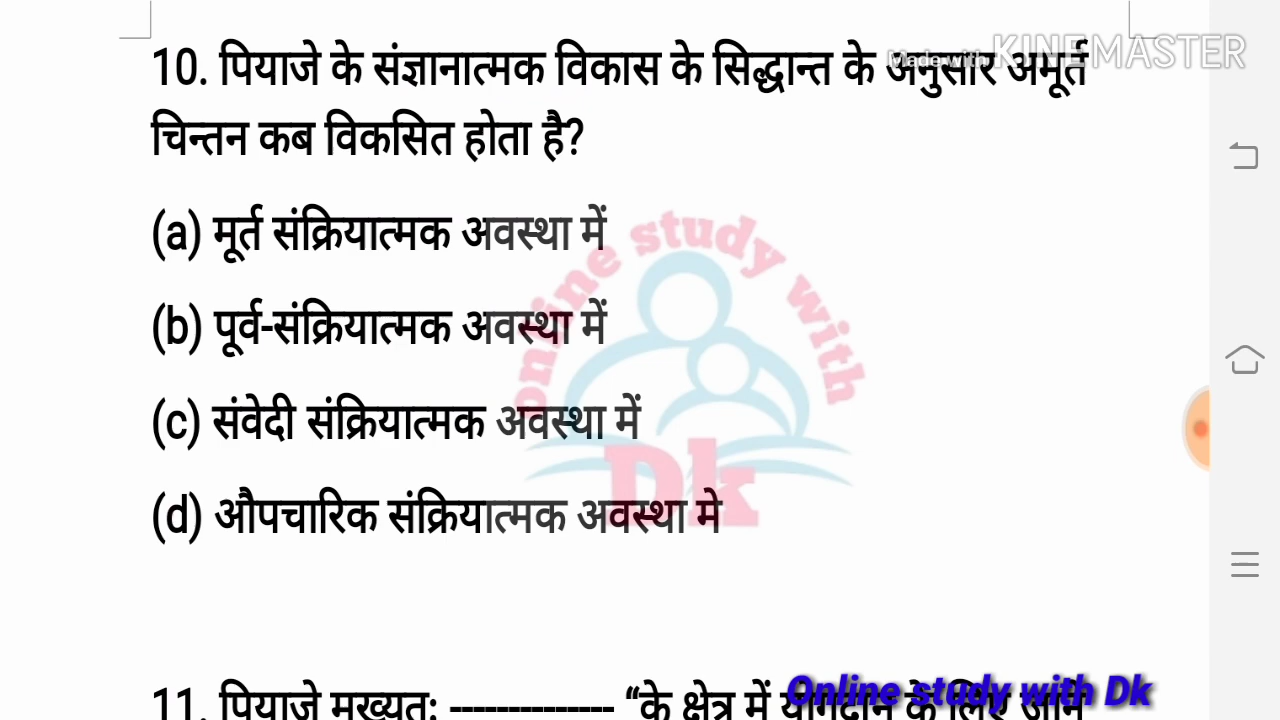 10. पियाजे के संज्ञानात्मक विकास के सिद्धान्त के अनुसार अमूर्त
Made with KINEMASTER
चिन्तन कब विकसित होता है?
(a) मूर्त संक्रियात्मक अवस्था में
(b) पूर्व-संक्रियात्मक अवस्था में
(c) संवेदी संक्रियात्मक अवस्था में
(d) औपचारिक संक्रियात्मक अवस्था मे
online study with
Dk
11. पियाजे मुख्यतः -------------- “के क्षेत्र में योगदान के लिए जाने
Online study with Dk